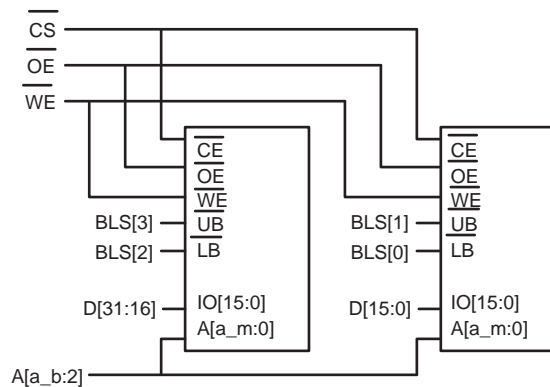 CS
OE
WE
CE
OE
WE
BLS[3] UB
BLS[2] LB
D[31:16] IO[15:0]
A[a_m:0]
CE
OE
WE
BLS[1] UB
BLS[0] LB
D[15:0] IO[15:0]
A[a_m:0]
A[a_b:2]